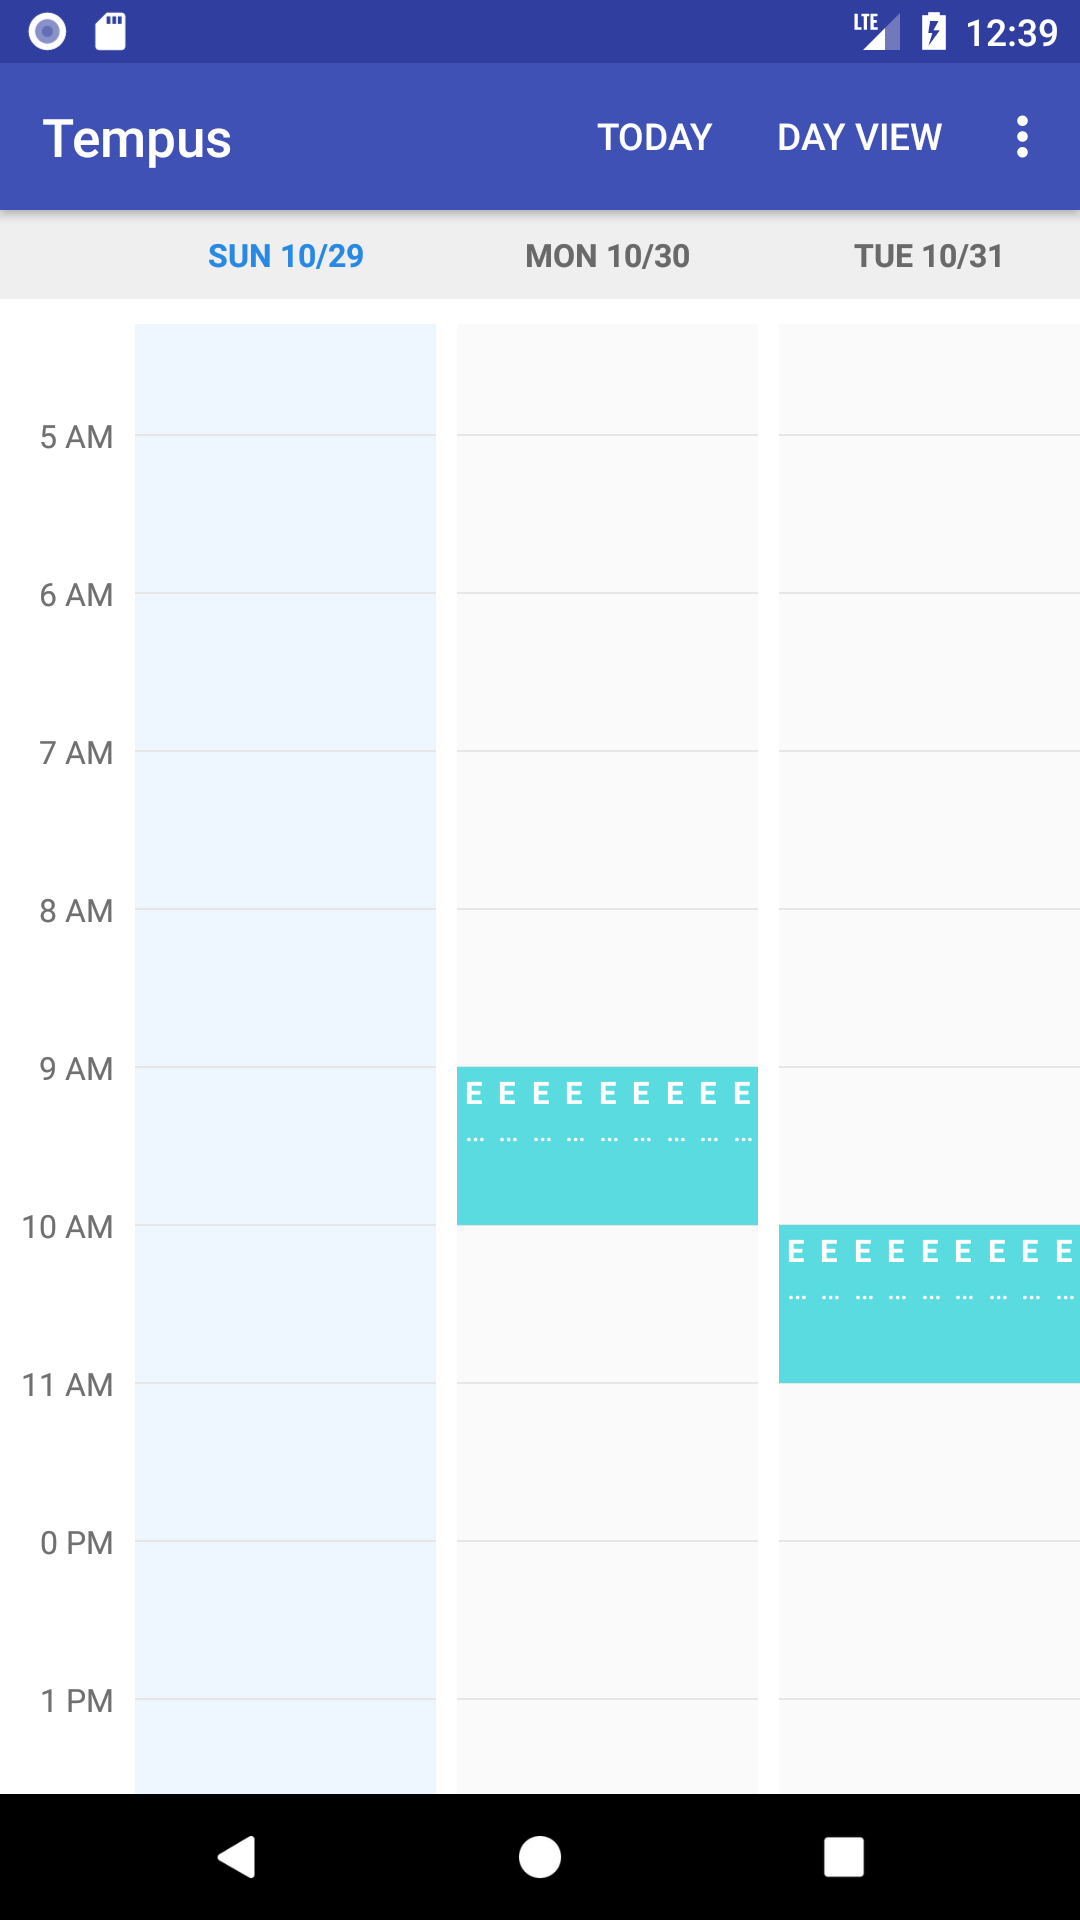 LTE 12:39
Tempus TODAY DAY VIEW
SUN 10/29 MON 10/30 TUE 10/31
5 AM
6 AM
7 AM
8 AM
9 AM
E E E E E E E E E
... ... ... ... ... ... ... ... ...
10 AM
E E E E E E E E E
... ... ... ... ... ... ... ... ...
11 AM
0 PM
1 PM